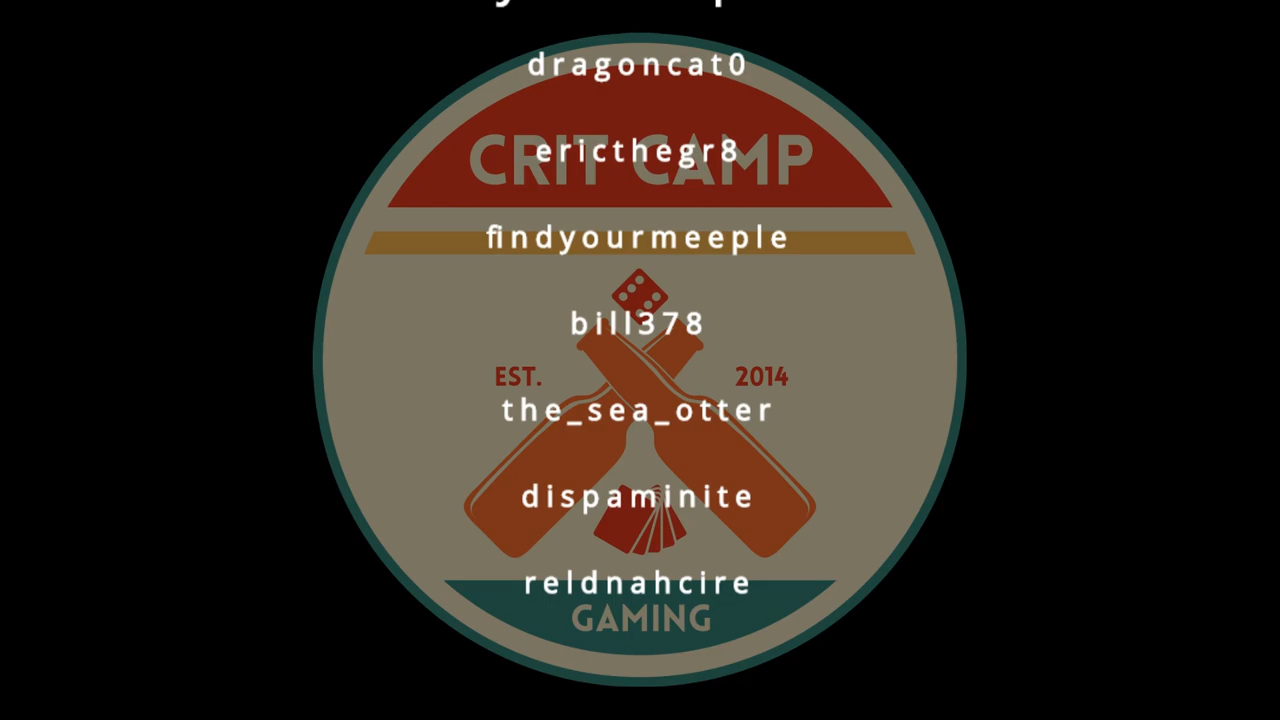 dragoncat0
CRIT CAMP
ericthegr8
findyourmeeple
bill378
EST. 2014
the_sea_otter
dispaminite
reldnahcire
GAMING